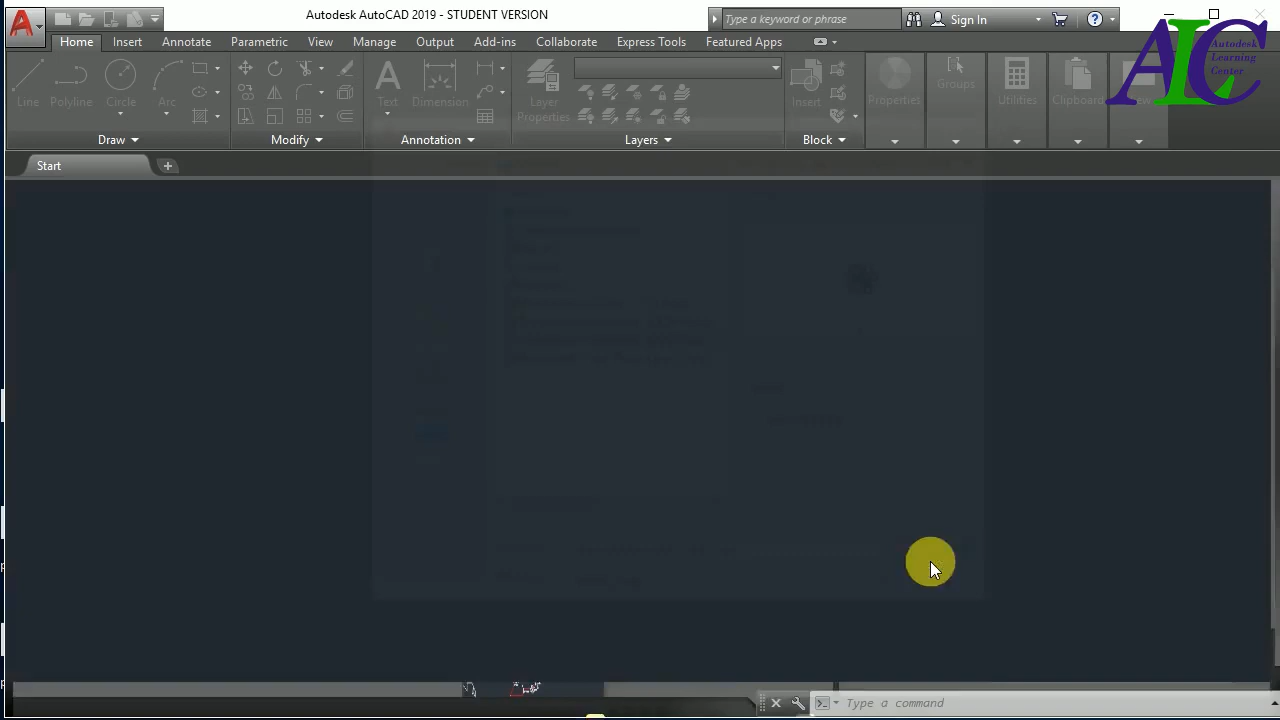 Autodesk AutoCAD 2019 - STUDENT VERSION
Type a keyword or phrase
Sign In
Home Insert Annotate Parametric View Manage Output Add-ins Collaborate Express Tools Featured Apps
Line Polyline Circle Arc
Text Dimension
Layer
Properties
Insert
Properties
Groups
Utilities
Clipboard
Draw
Modify
Annotation
Layers
Block
ALC
Autodesk
Learning
Center
Start
Type a command